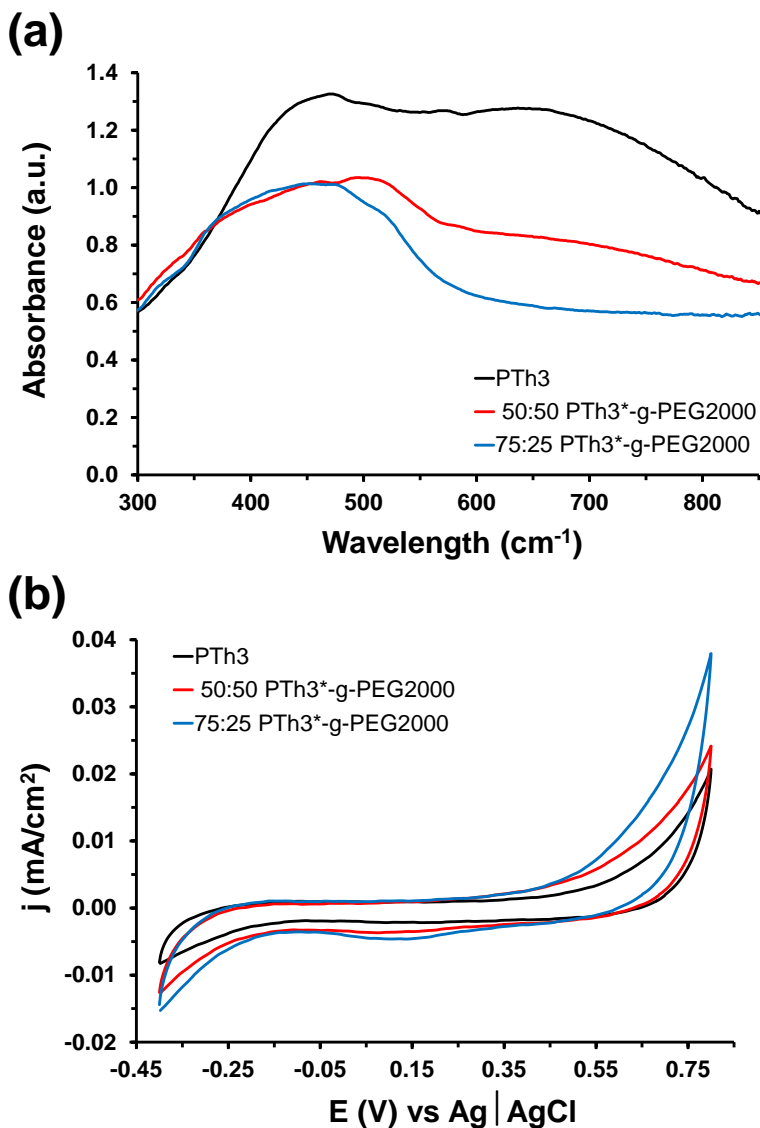 (a)
1.4
1.2
1.0
0.8
0.6
0.4
0.2
0.0
Absorbance (a.u.)
PTh3
50:50 PTh3*-g-PEG2000
75:25 PTh3*-g-PEG2000
300 400 500 600 700 800
Wavelength (cm⁻¹)
(b)
0.04
0.03
0.02
0.01
0.00
-0.01
-0.02
j (mA/cm²)
PTh3
50:50 PTh3*-g-PEG2000
75:25 PTh3*-g-PEG2000
-0.45 -0.25 -0.05 0.15 0.35 0.55 0.75
E (V) vs Ag|AgCl